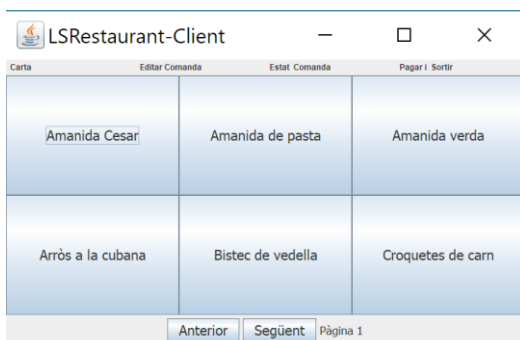 LSRestaurant-Client
Carta Editar Comanda Estat Comanda Pagar i Sortir
Amanida Cesar Amanida de pasta Amanida verda
Arròs a la cubana Bistec de vedella Croquetes de carn
Anterior Següent Pàgina 1